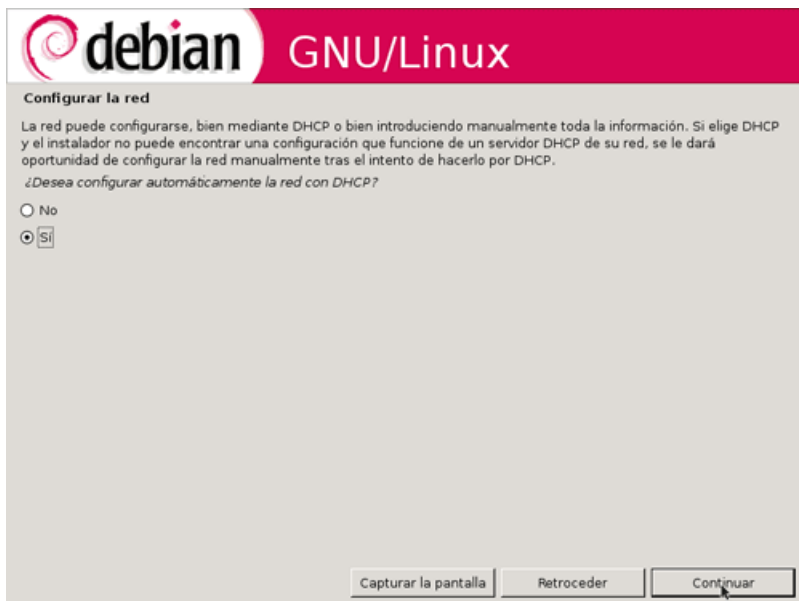 debian GNU/Linux
Configurar la red
La red puede configurarse, bien mediante DHCP o bien introduciendo manualmente toda la información. Si elige DHCP
y el instalador no puede encontrar una configuración que funcione de un servidor DHCP de su red, se le dará
oportunidad de configurar la red manualmente tras el intento de hacerlo por DHCP.
¿Desea configurar automáticamente la red con DHCP?
No
Sí
Capturar la pantalla Retroceder Continuar